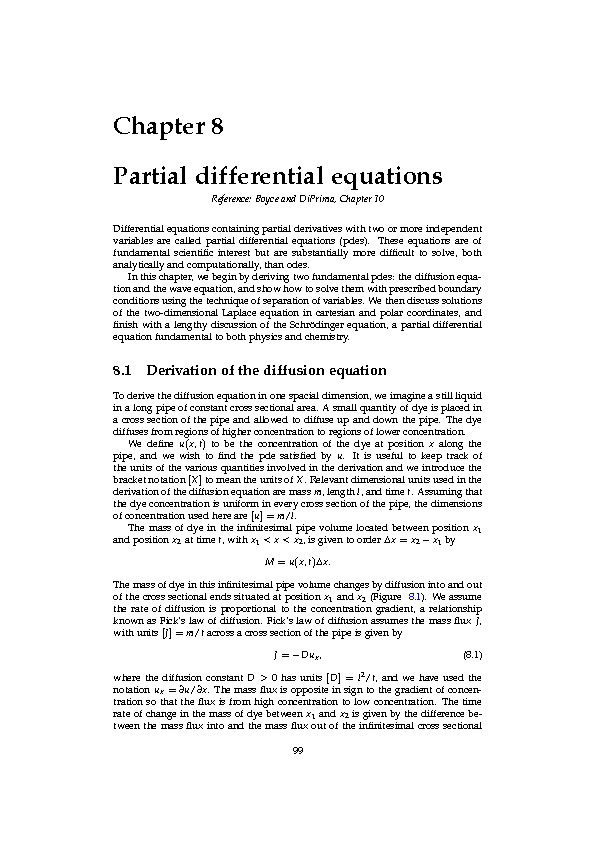 Chapter 8
Partial differential equations
Reference: Boyce and DiPrima, Chapter 10
Differential equations containing partial derivatives with two or more independent
variables are called partial differential equations (pdes). These equations are of
fundamental scientific interest but are substantially more difficult to solve, both
analytically and computationally, than odes.
In this chapter, we begin by deriving two fundamental pdes: the diffusion equa-
tion and the wave equation, and show how to solve them with prescribed boundary
conditions using the technique of separation of variables. We then discuss solutions
of the two-dimensional Laplace equation in cartesian and polar coordinates, and
finish with a lengthy discussion of the Schrödinger equation, a partial differential
equation fundamental to both physics and chemistry.
8.1 Derivation of the diffusion equation
To derive the diffusion equation in one spacial dimension, we imagine a still liquid
in a long pipe of constant cross sectional area. A small quantity of dye is placed in
a cross section of the pipe and allowed to diffuse up and down the pipe. The dye
diffuses from regions of higher concentration to regions of lower concentration.
We define u(x, t) to be the concentration of the dye at position x along the
pipe, and we wish to find the pde satisfied by u. It is useful to keep track of
the units of the various quantities involved in the derivation and we introduce the
bracket notation [X] to mean the units of X. Relevant dimensional units used in the
derivation of the diffusion equation are mass m, length l, and time t. Assuming that
the dye concentration is uniform in every cross section of the pipe, the dimensions
of concentration used here are [u] = m/l.
The mass of dye in the infinitesimal pipe volume located between position x₁
and position x₂ at time t, with x₁ < x < x₂, is given to order Δx = x₂ − x₁ by
M = u(x, t)Δx.
The mass of dye in this infinitesimal pipe volume changes by diffusion into and out
of the cross sectional ends situated at position x₁ and x₂ (Figure 8.1). We assume
the rate of diffusion is proportional to the concentration gradient, a relationship
known as Fick's law of diffusion. Fick's law of diffusion assumes the mass flux J,
with units [J] = m/t across a cross section of the pipe is given by
J = −Duₓ, (8.1)
where the diffusion constant D > 0 has units [D] = l²/t, and we have used the
notation uₓ = ∂u/∂x. The mass flux is opposite in sign to the gradient of concen-
tration so that the flux is from high concentration to low concentration. The time
rate of change in the mass of dye between x₁ and x₂ is given by the difference be-
tween the mass flux into and the mass flux out of the infinitesimal cross sectional
99